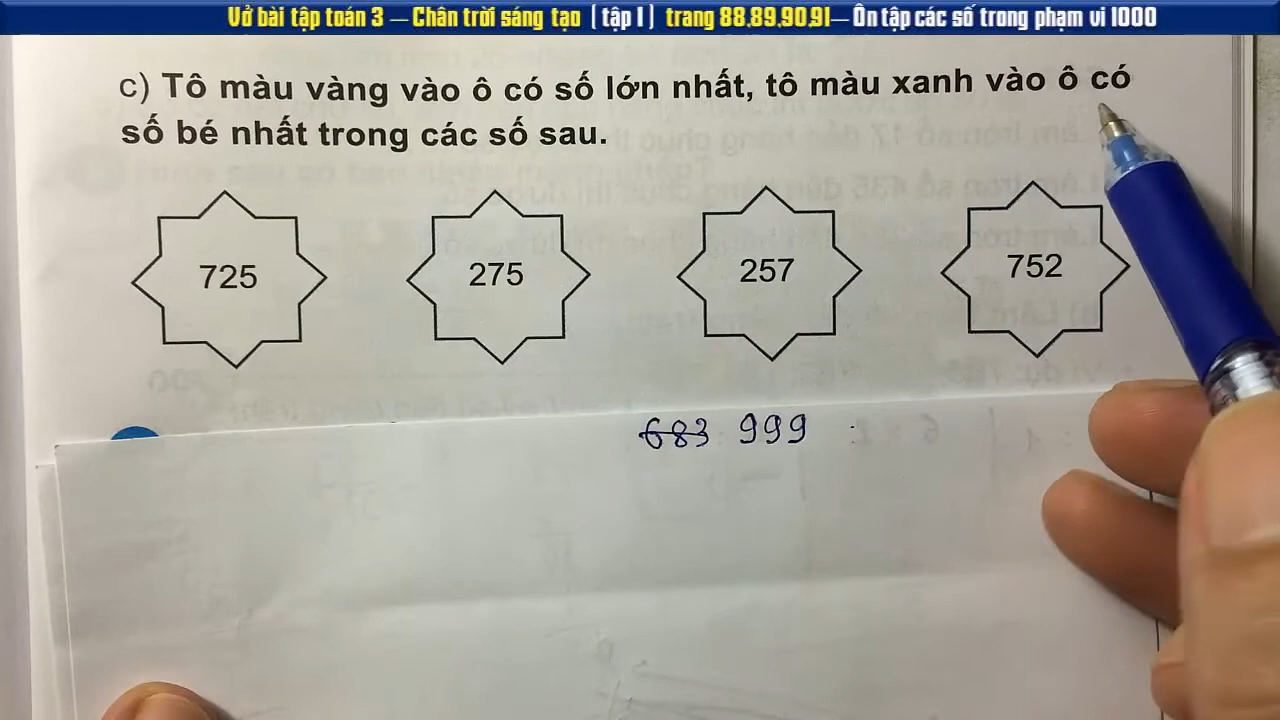 Vở bài tập toán 3 – Chân trời sáng tạo (tập 1) trang 88,89,90,91– Ôn tập các số trong phạm vi 1000
c) Tô màu vàng vào ô có số lớn nhất, tô màu xanh vào ô có
số bé nhất trong các số sau.
725 275 257 752
683 999